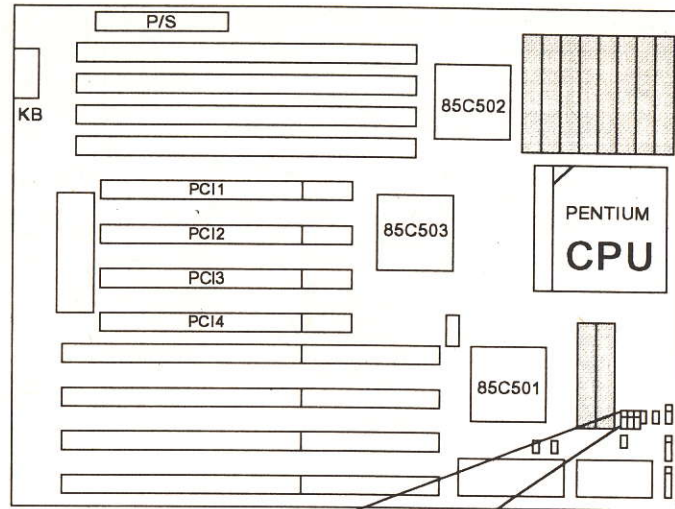 P/S
KB
85C502
PCI1
PCI2
PCI3
PCI4
85C503
PENTIUM
CPU
85C501